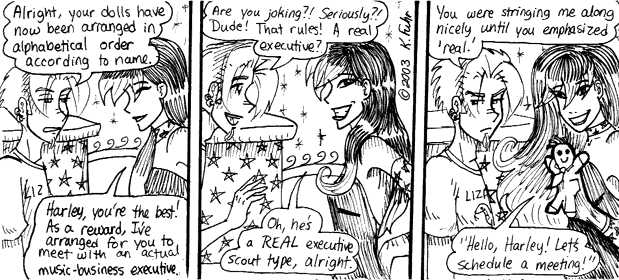 Alright, your dolls have
now been arranged in
alphabetical order
according to name.
LIZ
Harley, you're the best!
As a reward, I've
arranged for you to
meet with an actual
music-business executive.
Are you joking?! Seriously?!
Dude! That rules! A real
executive?
©2003 K. Fuhr
Oh, he's
a REAL executive
scout type, alright.
You were stringing me along
nicely until you emphasized
'real.'
LIZ
"Hello, Harley! Let's
schedule a meeting!"